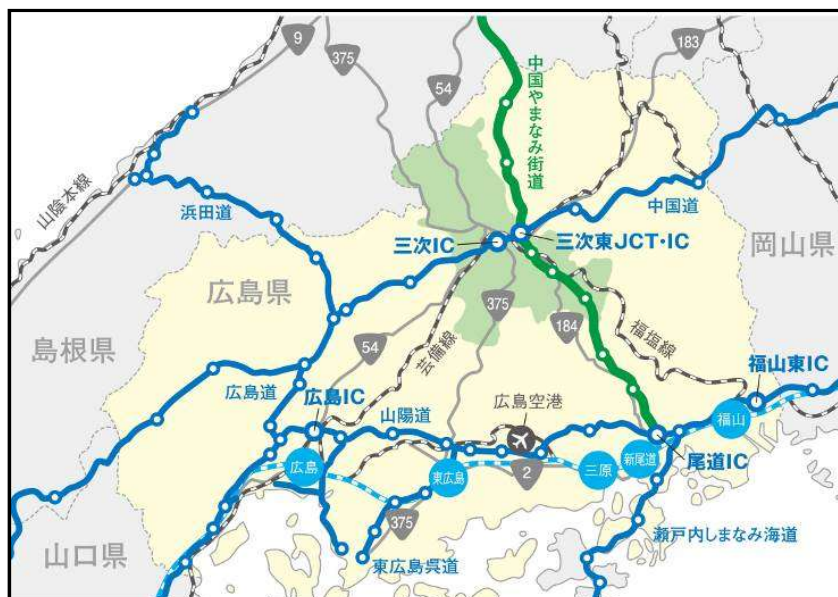 9
375
54
183
中国やまなみ街道
山陰本線
浜田道
中国道
三次IC
三次東JCT・IC
岡山県
広島県
島根県
375
184
54
芸備線
福塩線
広島道
広島IC
山陽道
広島空港
福山東IC
福山
広島
東広島
2
三原
新尾道
尾道IC
375
瀬戸内しまなみ海道
山口県
東広島呉道